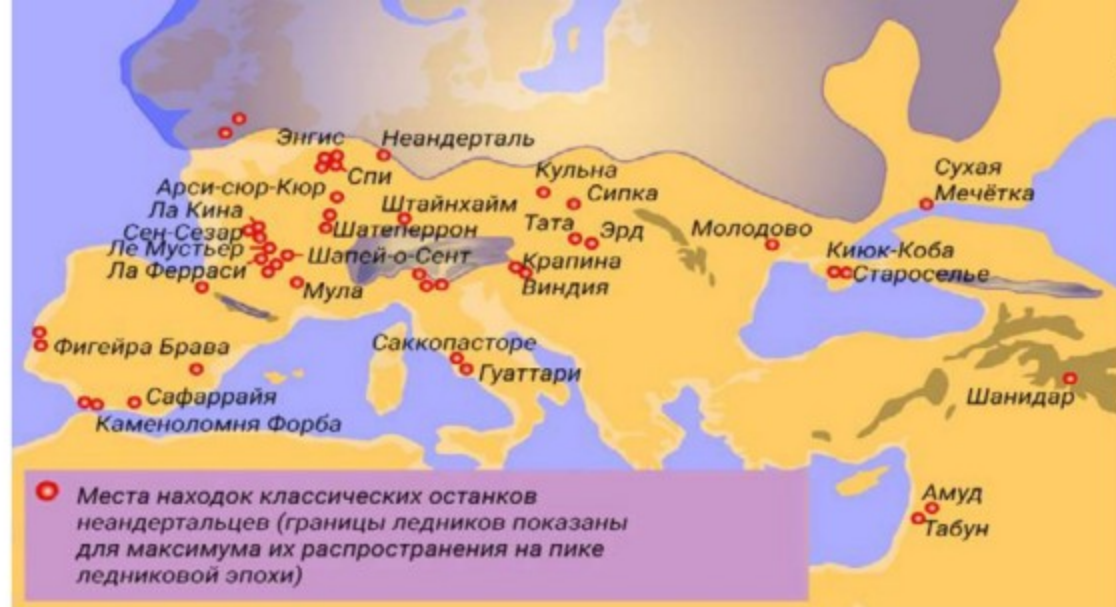 Энгис
Неандерталь
Спи
Кульна
Сипка
Сухая
Мечётка
Арси-сюр-Кюр
Штайнхайм
Ла Кина
Сен-Сезар
Шатеперрон
Тата
Эрд
Молодово
Ле Мустьер
Шапей-о-Сент
Ла Ферраси
Крапина
Киюк-Коба
Староселье
Мула
Виндия
Фигейра Брава
Саккопасторе
Гуаттари
Сафаррайя
Каменоломня Форба
Шанидар
Амуд
Табун
Места находок классических останков
неандертальцев (границы ледников показаны
для максимума их распространения на пике
ледниковой эпохи)